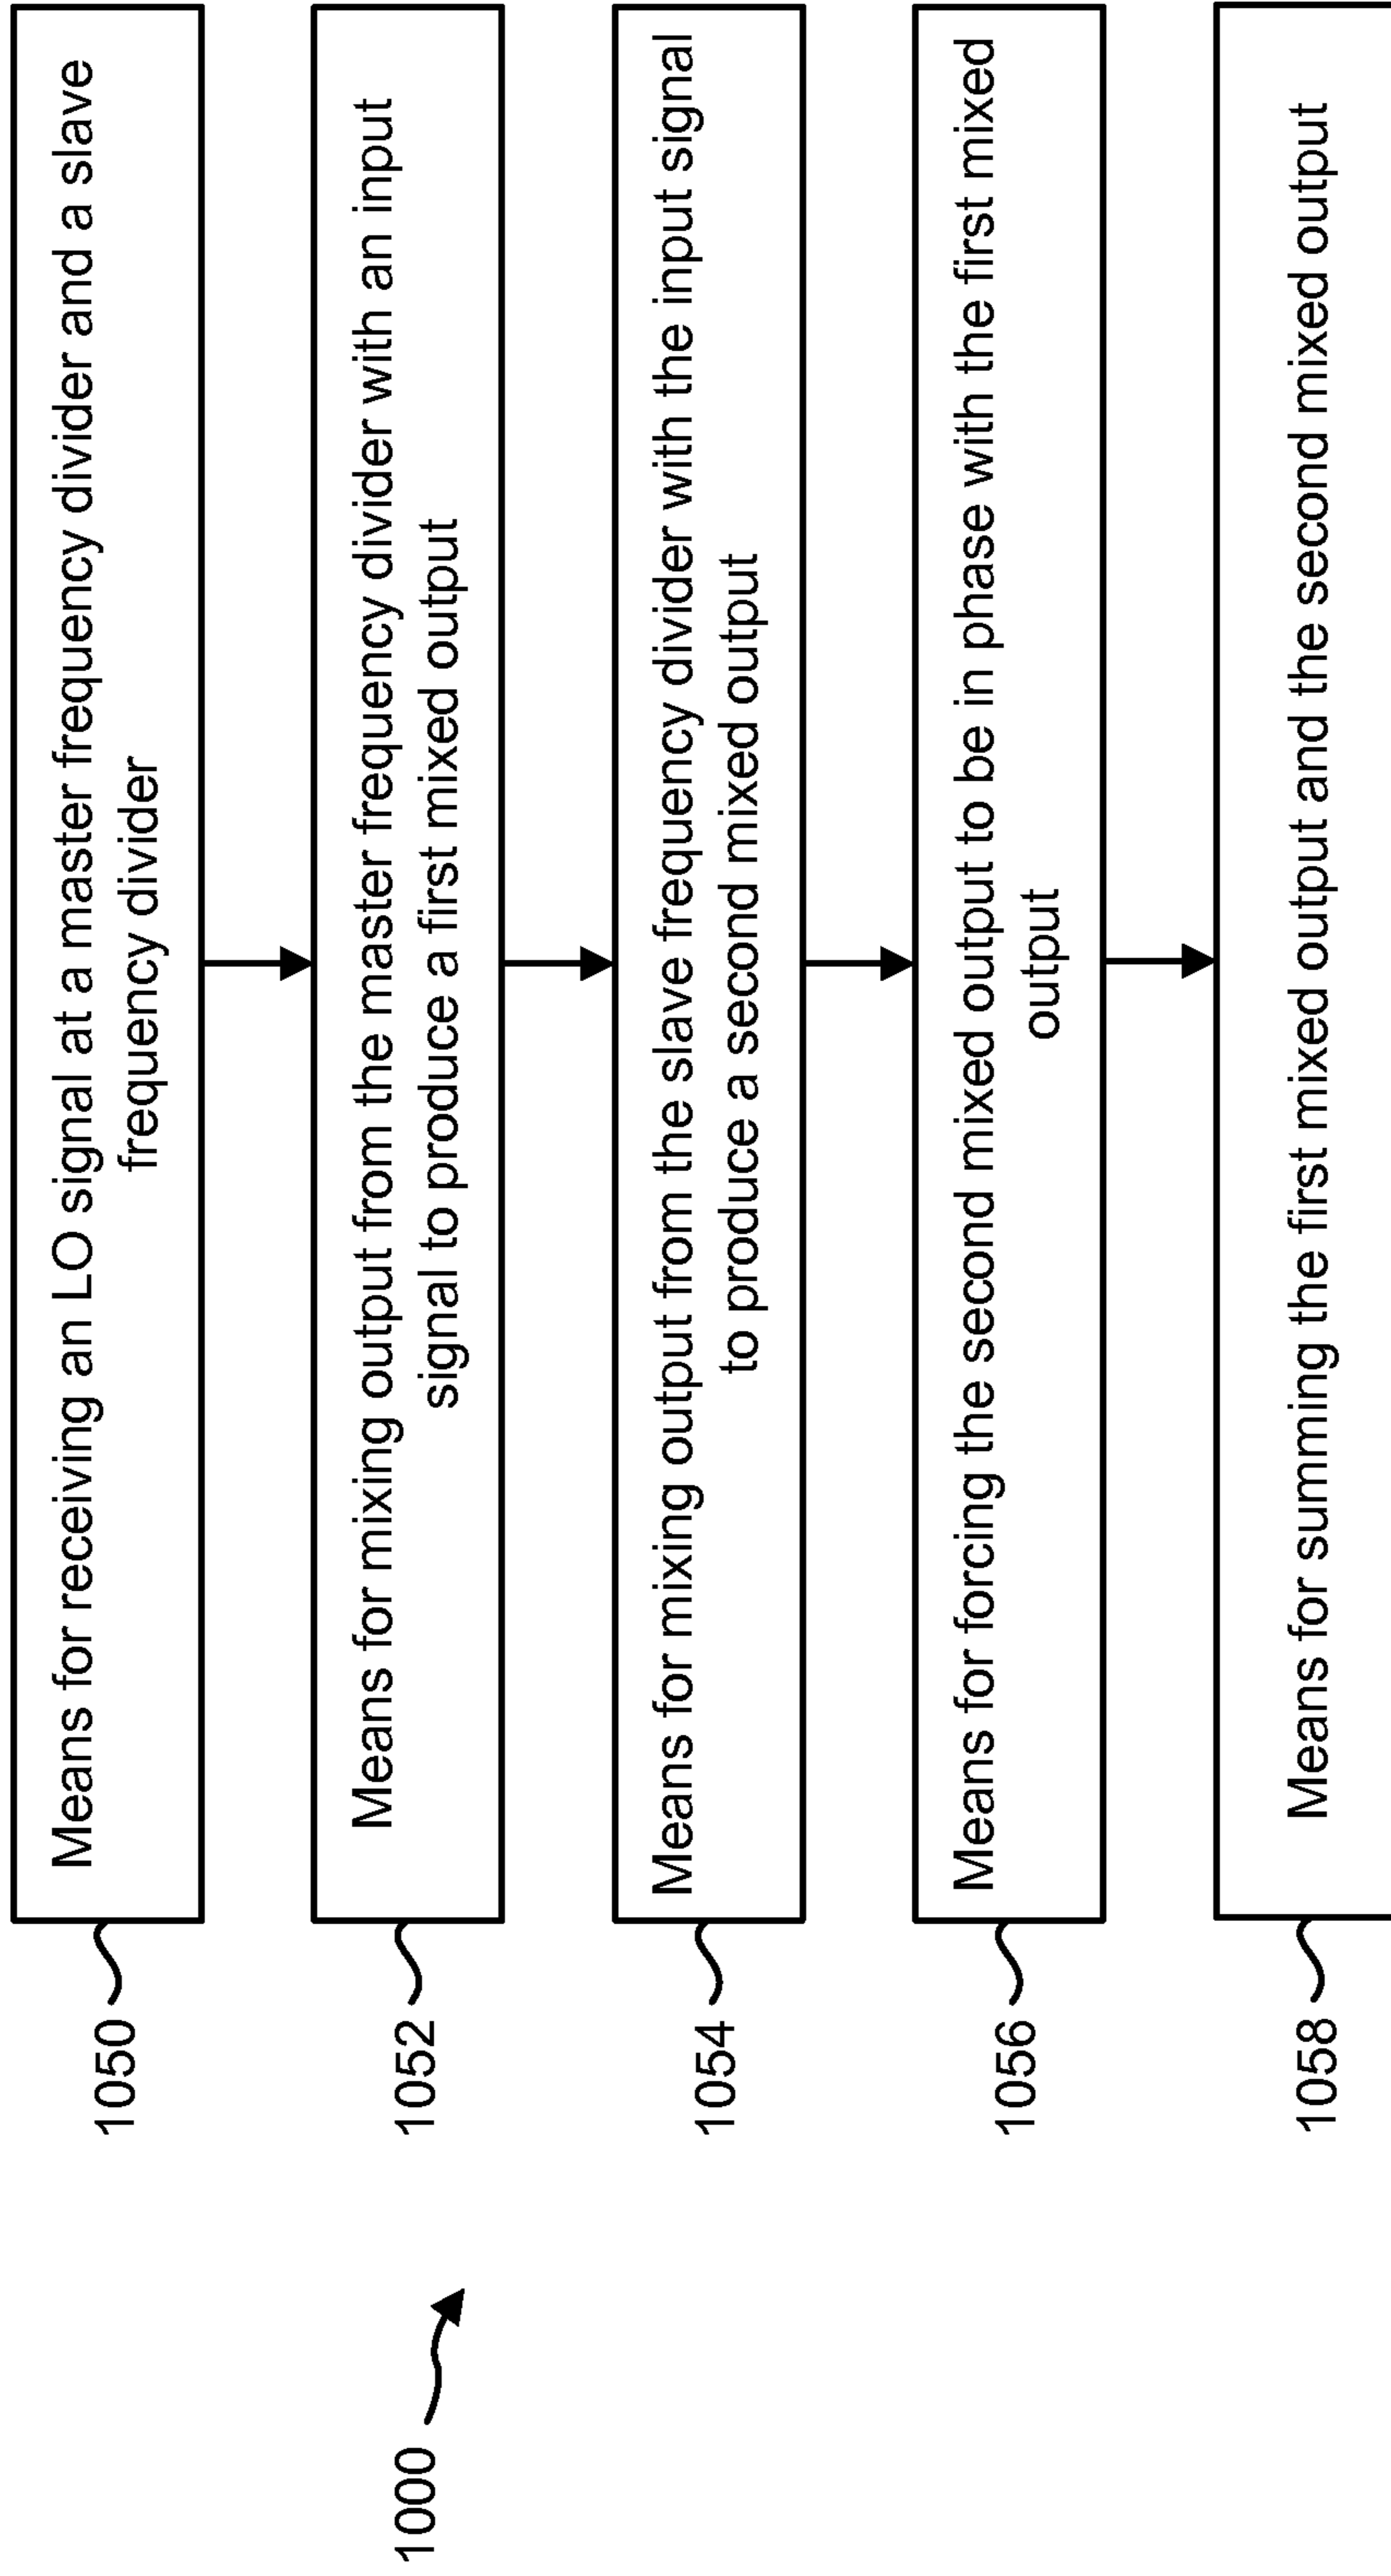 1000
1050
Means for receiving an LO signal at a master frequency divider and a slave
frequency divider
1052
Means for mixing output from the master frequency divider with an input
signal to produce a first mixed output
1054
Means for mixing output from the slave frequency divider with the input signal
to produce a second mixed output
1056
Means for forcing the second mixed output to be in phase with the first mixed
output
1058
Means for summing the first mixed output and the second mixed output